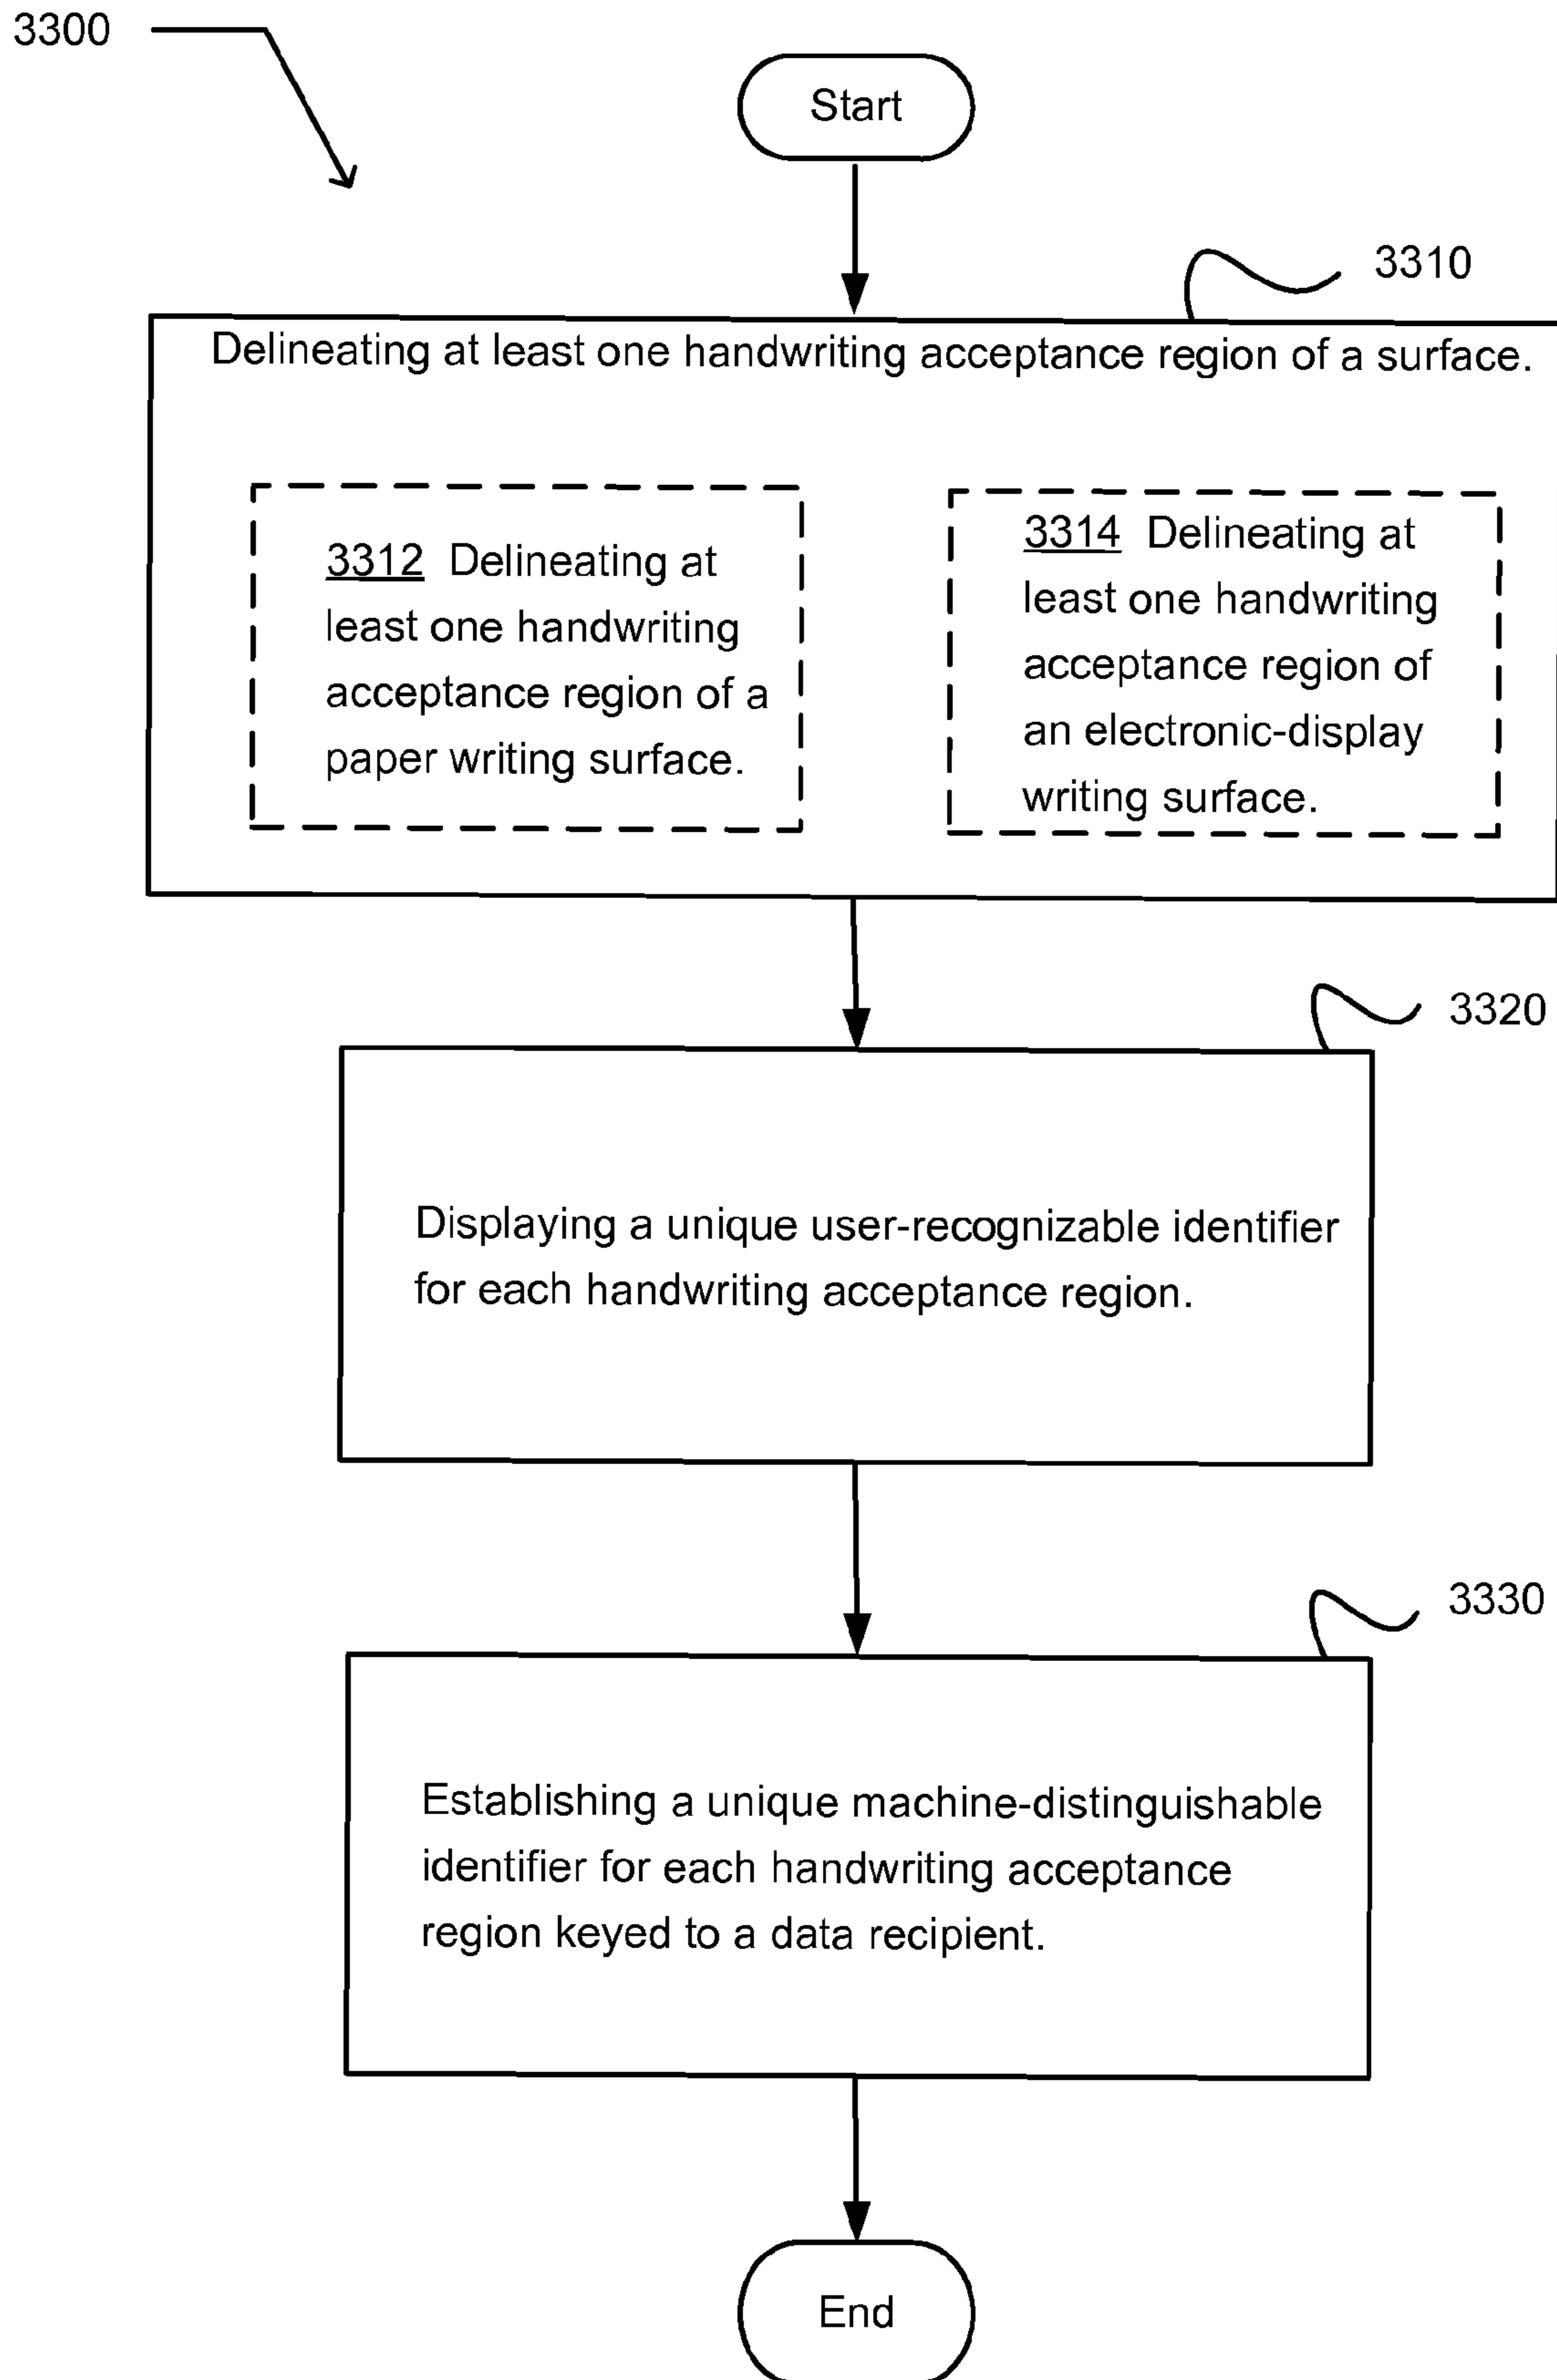 3300
Start
3310
Delineating at least one handwriting acceptance region of a surface.
3312 Delineating at
least one handwriting
acceptance region of a
paper writing surface.
3314 Delineating at
least one handwriting
acceptance region of
an electronic-display
writing surface.
3320
Displaying a unique user-recognizable identifier
for each handwriting acceptance region.
3330
Establishing a unique machine-distinguishable
identifier for each handwriting acceptance
region keyed to a data recipient.
End